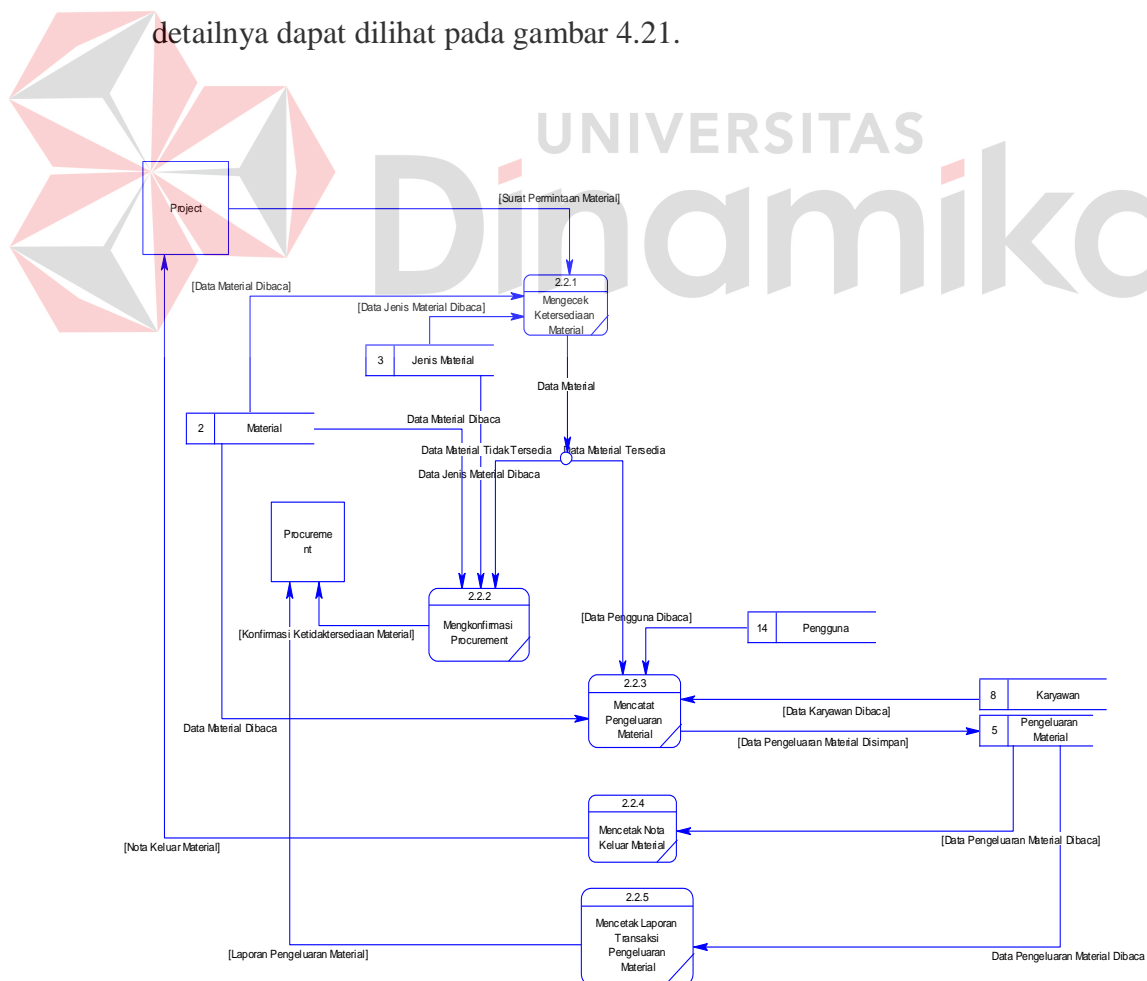 detailnya dapat dilihat pada gambar 4.21.
UNIVERSITAS
Dinamika
Project
[Surat Permintaan Material]
2.2.1
Mengecek
Ketersediaan
Material
[Data Material Dibaca]
[Data Jenis Material Dibaca]
3
Jenis Material
Data Material
2
Material
Data Material Dibaca
Data Material Tidak Tersedia
Data Material Tersedia
Data Jenis Material Dibaca
Procureme
nt
2.2.2
Mengkonfirmasi
Procurement
[Konfirmasi Ketidaktersediaan Material]
[Data Pengguna Dibaca]
14
Pengguna
2.2.3
Mencatat
Pengeluaran
Material
8
Karyawan
[Data Karyawan Dibaca]
5
Pengeluaran
Material
Data Material Dibaca
[Data Pengeluaran Material Disimpan]
2.2.4
Mencetak Nota
Keluar Material
[Nota Keluar Material]
[Data Pengeluaran Material Dibaca]
2.2.5
Mencetak Laporan
Transaksi
Pengeluaran
Material
[Laporan Pengeluaran Material]
Data Pengeluaran Material Dibaca